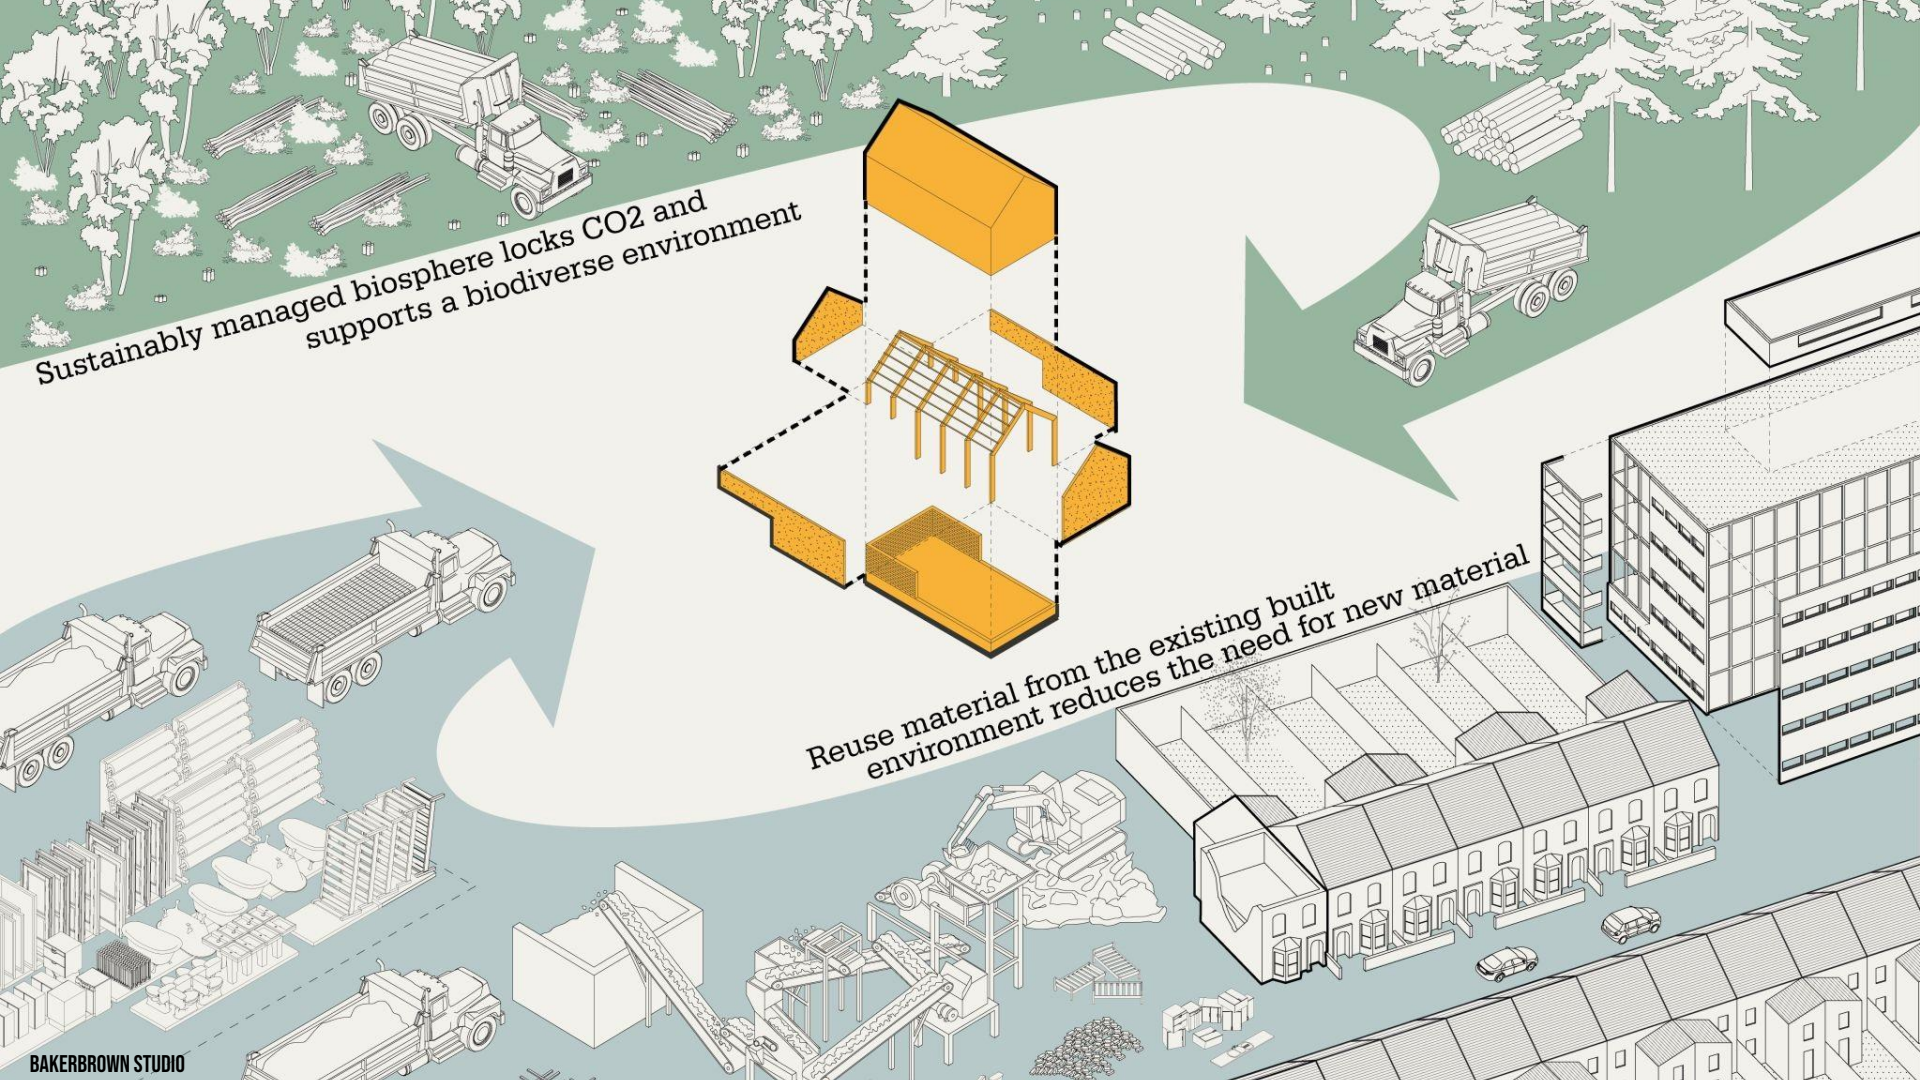 Sustainably managed biosphere locks CO2 and
supports a biodiverse environment
Reuse material from the existing built
environment reduces the need for new material
BAKERBROWN STUDIO